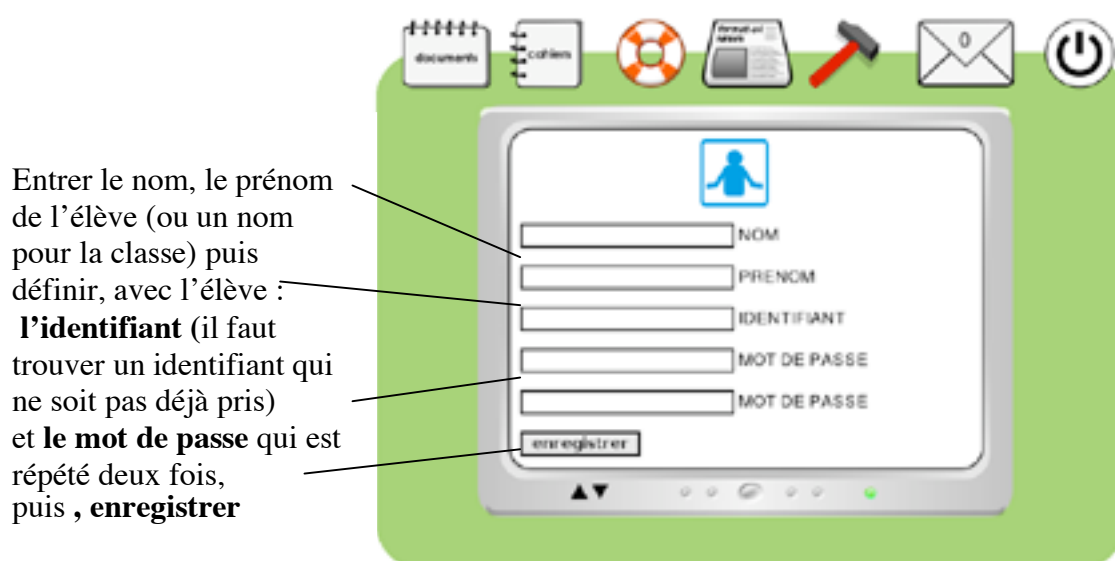 documents
cahiers
0
Entrer le nom, le prénom
de l'élève (ou un nom
pour la classe) puis
définir, avec l'élève :
l'identifiant (il faut
trouver un identifiant qui
ne soit pas déjà pris)
et le mot de passe qui est
répété deux fois,
puis , enregistrer
NOM
PRENOM
IDENTIFIANT
MOT DE PASSE
MOT DE PASSE
enregistrer